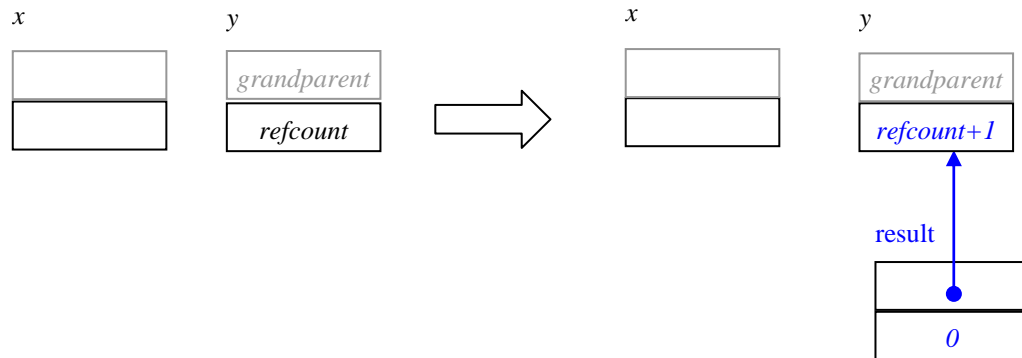 x y x y
grandparent grandparent
refcount refcount+1
result
0